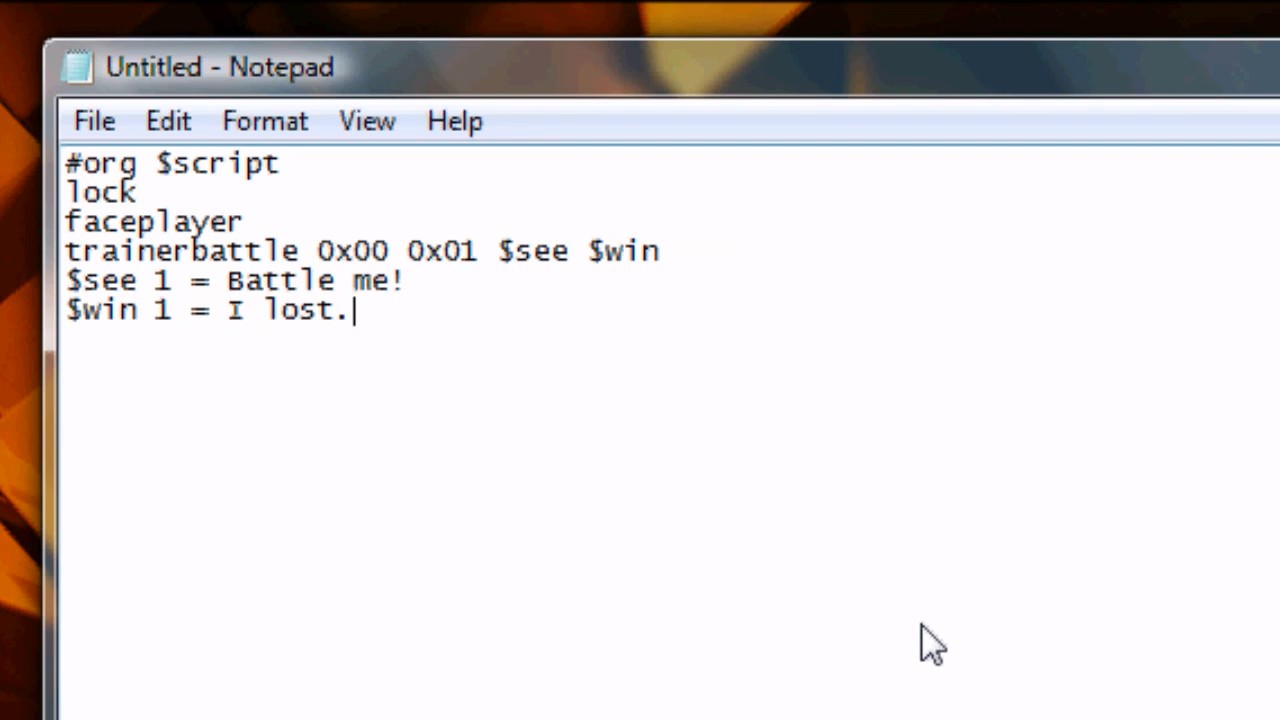 Untitled - Notepad
File Edit Format View Help
#org $script
lock
faceplayer
trainerbattle 0x00 0x01 $see $win
$see 1 = Battle me!
$win 1 = I lost.